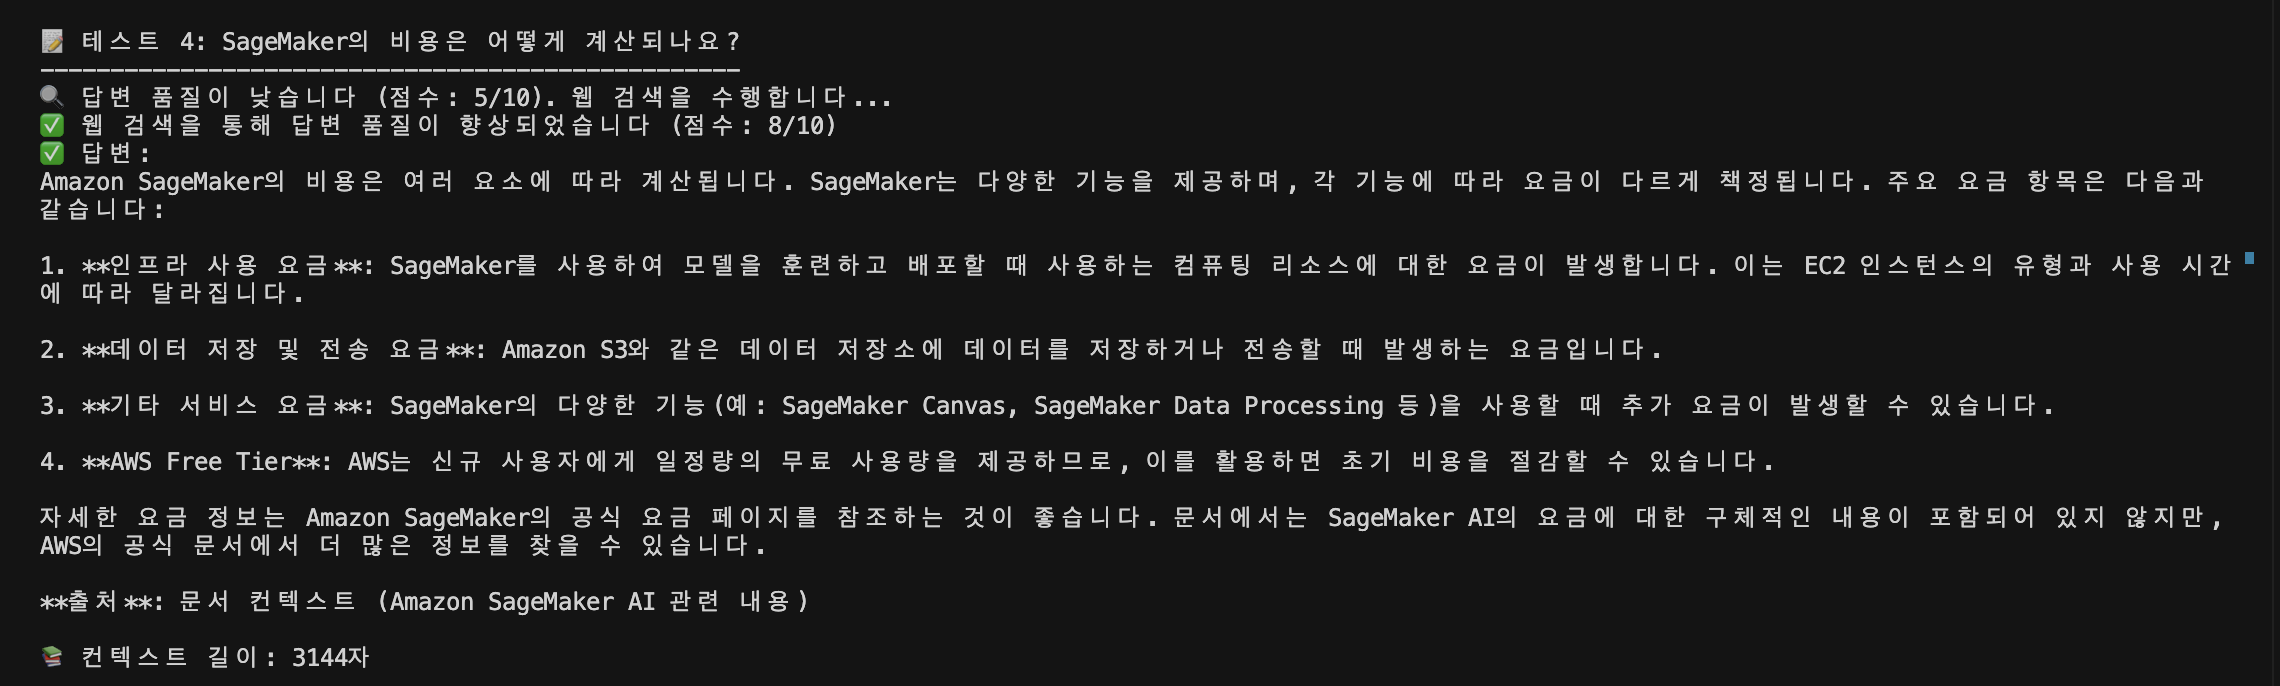 📝 테스트 4: SageMaker의 비용은 어떻게 계산되나요?
--------------------------------------------------
🔍 답변 품질이 낮습니다 (점수: 5/10). 웹 검색을 수행합니다...
✅ 웹 검색을 통해 답변 품질이 향상되었습니다 (점수: 8/10)
✅ 답변:
Amazon SageMaker의 비용은 여러 요소에 따라 계산됩니다. SageMaker는 다양한 기능을 제공하며, 각 기능에 따라 요금이 다르게 책정됩니다. 주요 요금 항목은 다음과
같습니다:

1. **인프라 사용 요금**: SageMaker를 사용하여 모델을 훈련하고 배포할 때 사용하는 컴퓨팅 리소스에 대한 요금이 발생합니다. 이는 EC2 인스턴스의 유형과 사용 시간
에 따라 달라집니다.

2. **데이터 저장 및 전송 요금**: Amazon S3와 같은 데이터 저장소에 데이터를 저장하거나 전송할 때 발생하는 요금입니다.

3. **기타 서비스 요금**: SageMaker의 다양한 기능(예: SageMaker Canvas, SageMaker Data Processing 등)을 사용할 때 추가 요금이 발생할 수 있습니다.

4. **AWS Free Tier**: AWS는 신규 사용자에게 일정량의 무료 사용량을 제공하므로, 이를 활용하면 초기 비용을 절감할 수 있습니다.

자세한 요금 정보는 Amazon SageMaker의 공식 요금 페이지를 참조하는 것이 좋습니다. 문서에서는 SageMaker AI의 요금에 대한 구체적인 내용이 포함되어 있지 않지만,
AWS의 공식 문서에서 더 많은 정보를 찾을 수 있습니다.

**출처**: 문서 컨텍스트 (Amazon SageMaker AI 관련 내용)

📚 컨텍스트 길이: 3144자